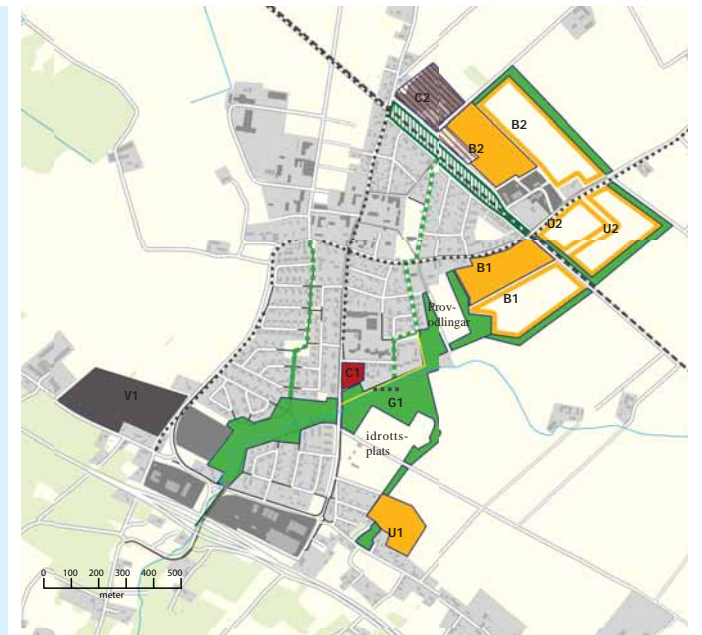 C2
B2
B2
U2
U2
B1
B1
Prov-
odlingar
C1
V1
G1
idrotts-
plats
U1
0 100 200 300 400 500
meter